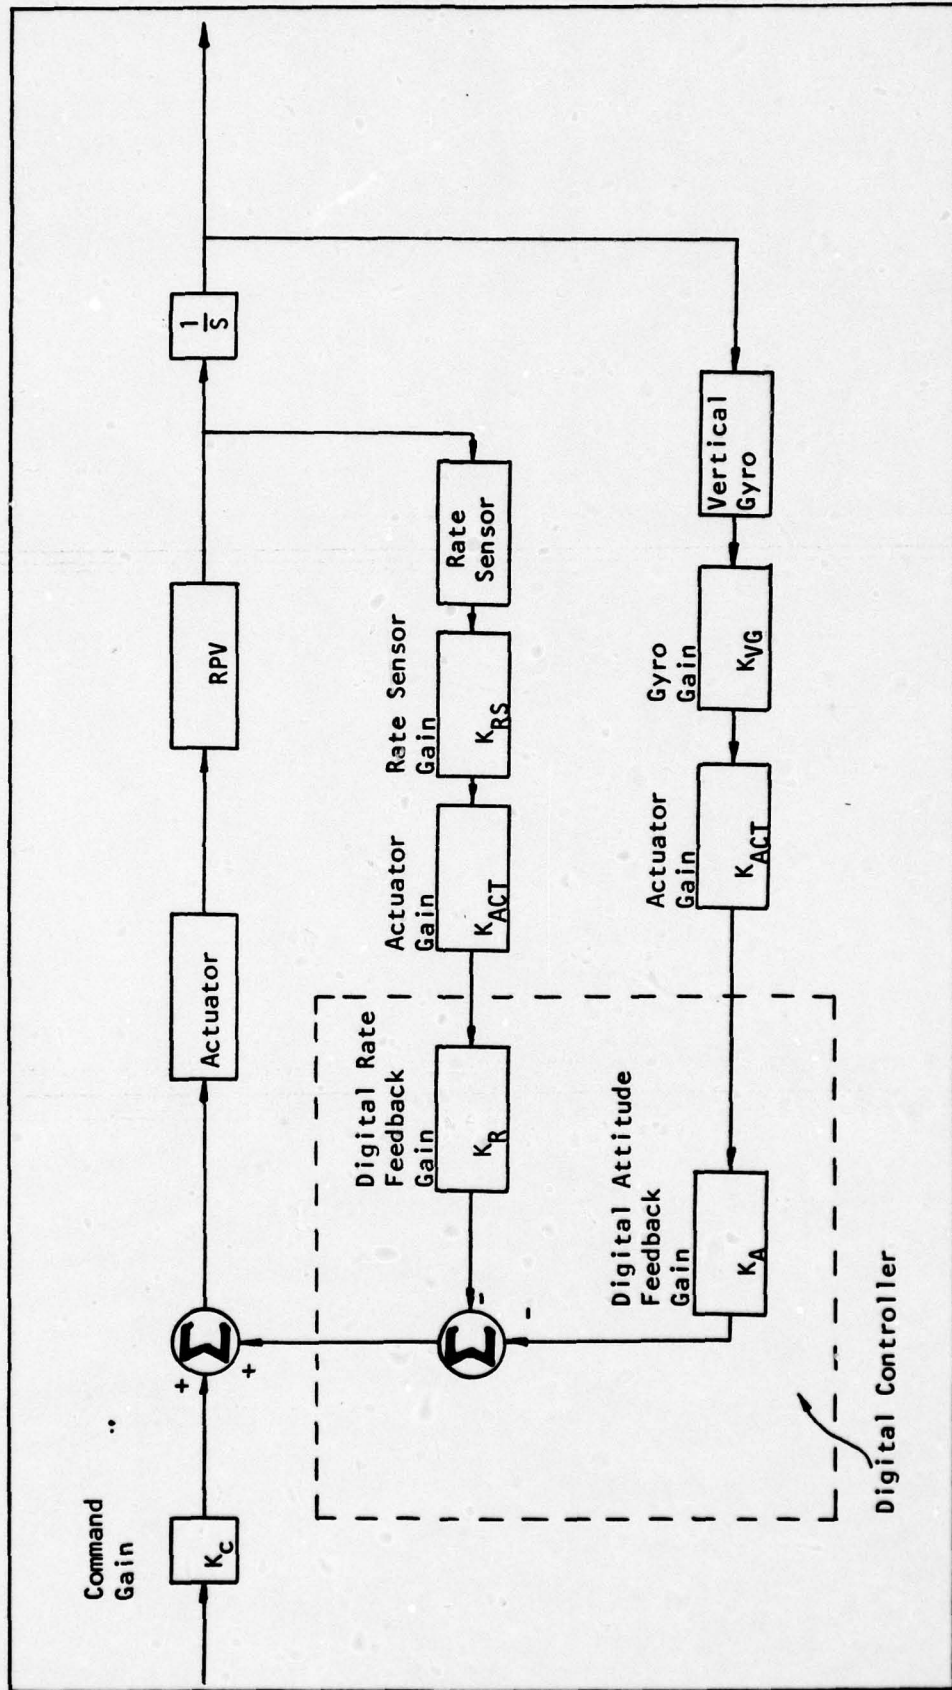 Command
Gain
K_C
+
+
Σ
Actuator
RPV
1
S
Digital Rate
Feedback
Gain
K_R
Actuator
Gain
K_ACT
Rate Sensor
Gain
K_RS
Rate
Sensor
Σ
-
-
Digital Attitude
Feedback
Gain
K_A
Actuator
Gain
K_ACT
Gyro
Gain
K_VG
Vertical
Gyro
Digital Controller